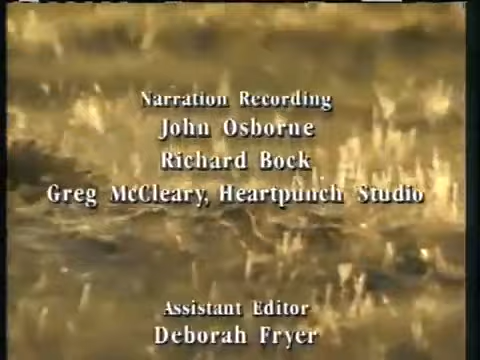 Narration Recording
John Osborne
Richard Bock
Greg McCleary, Heartpunch Studio
Assistant Editor
Deborah Fryer